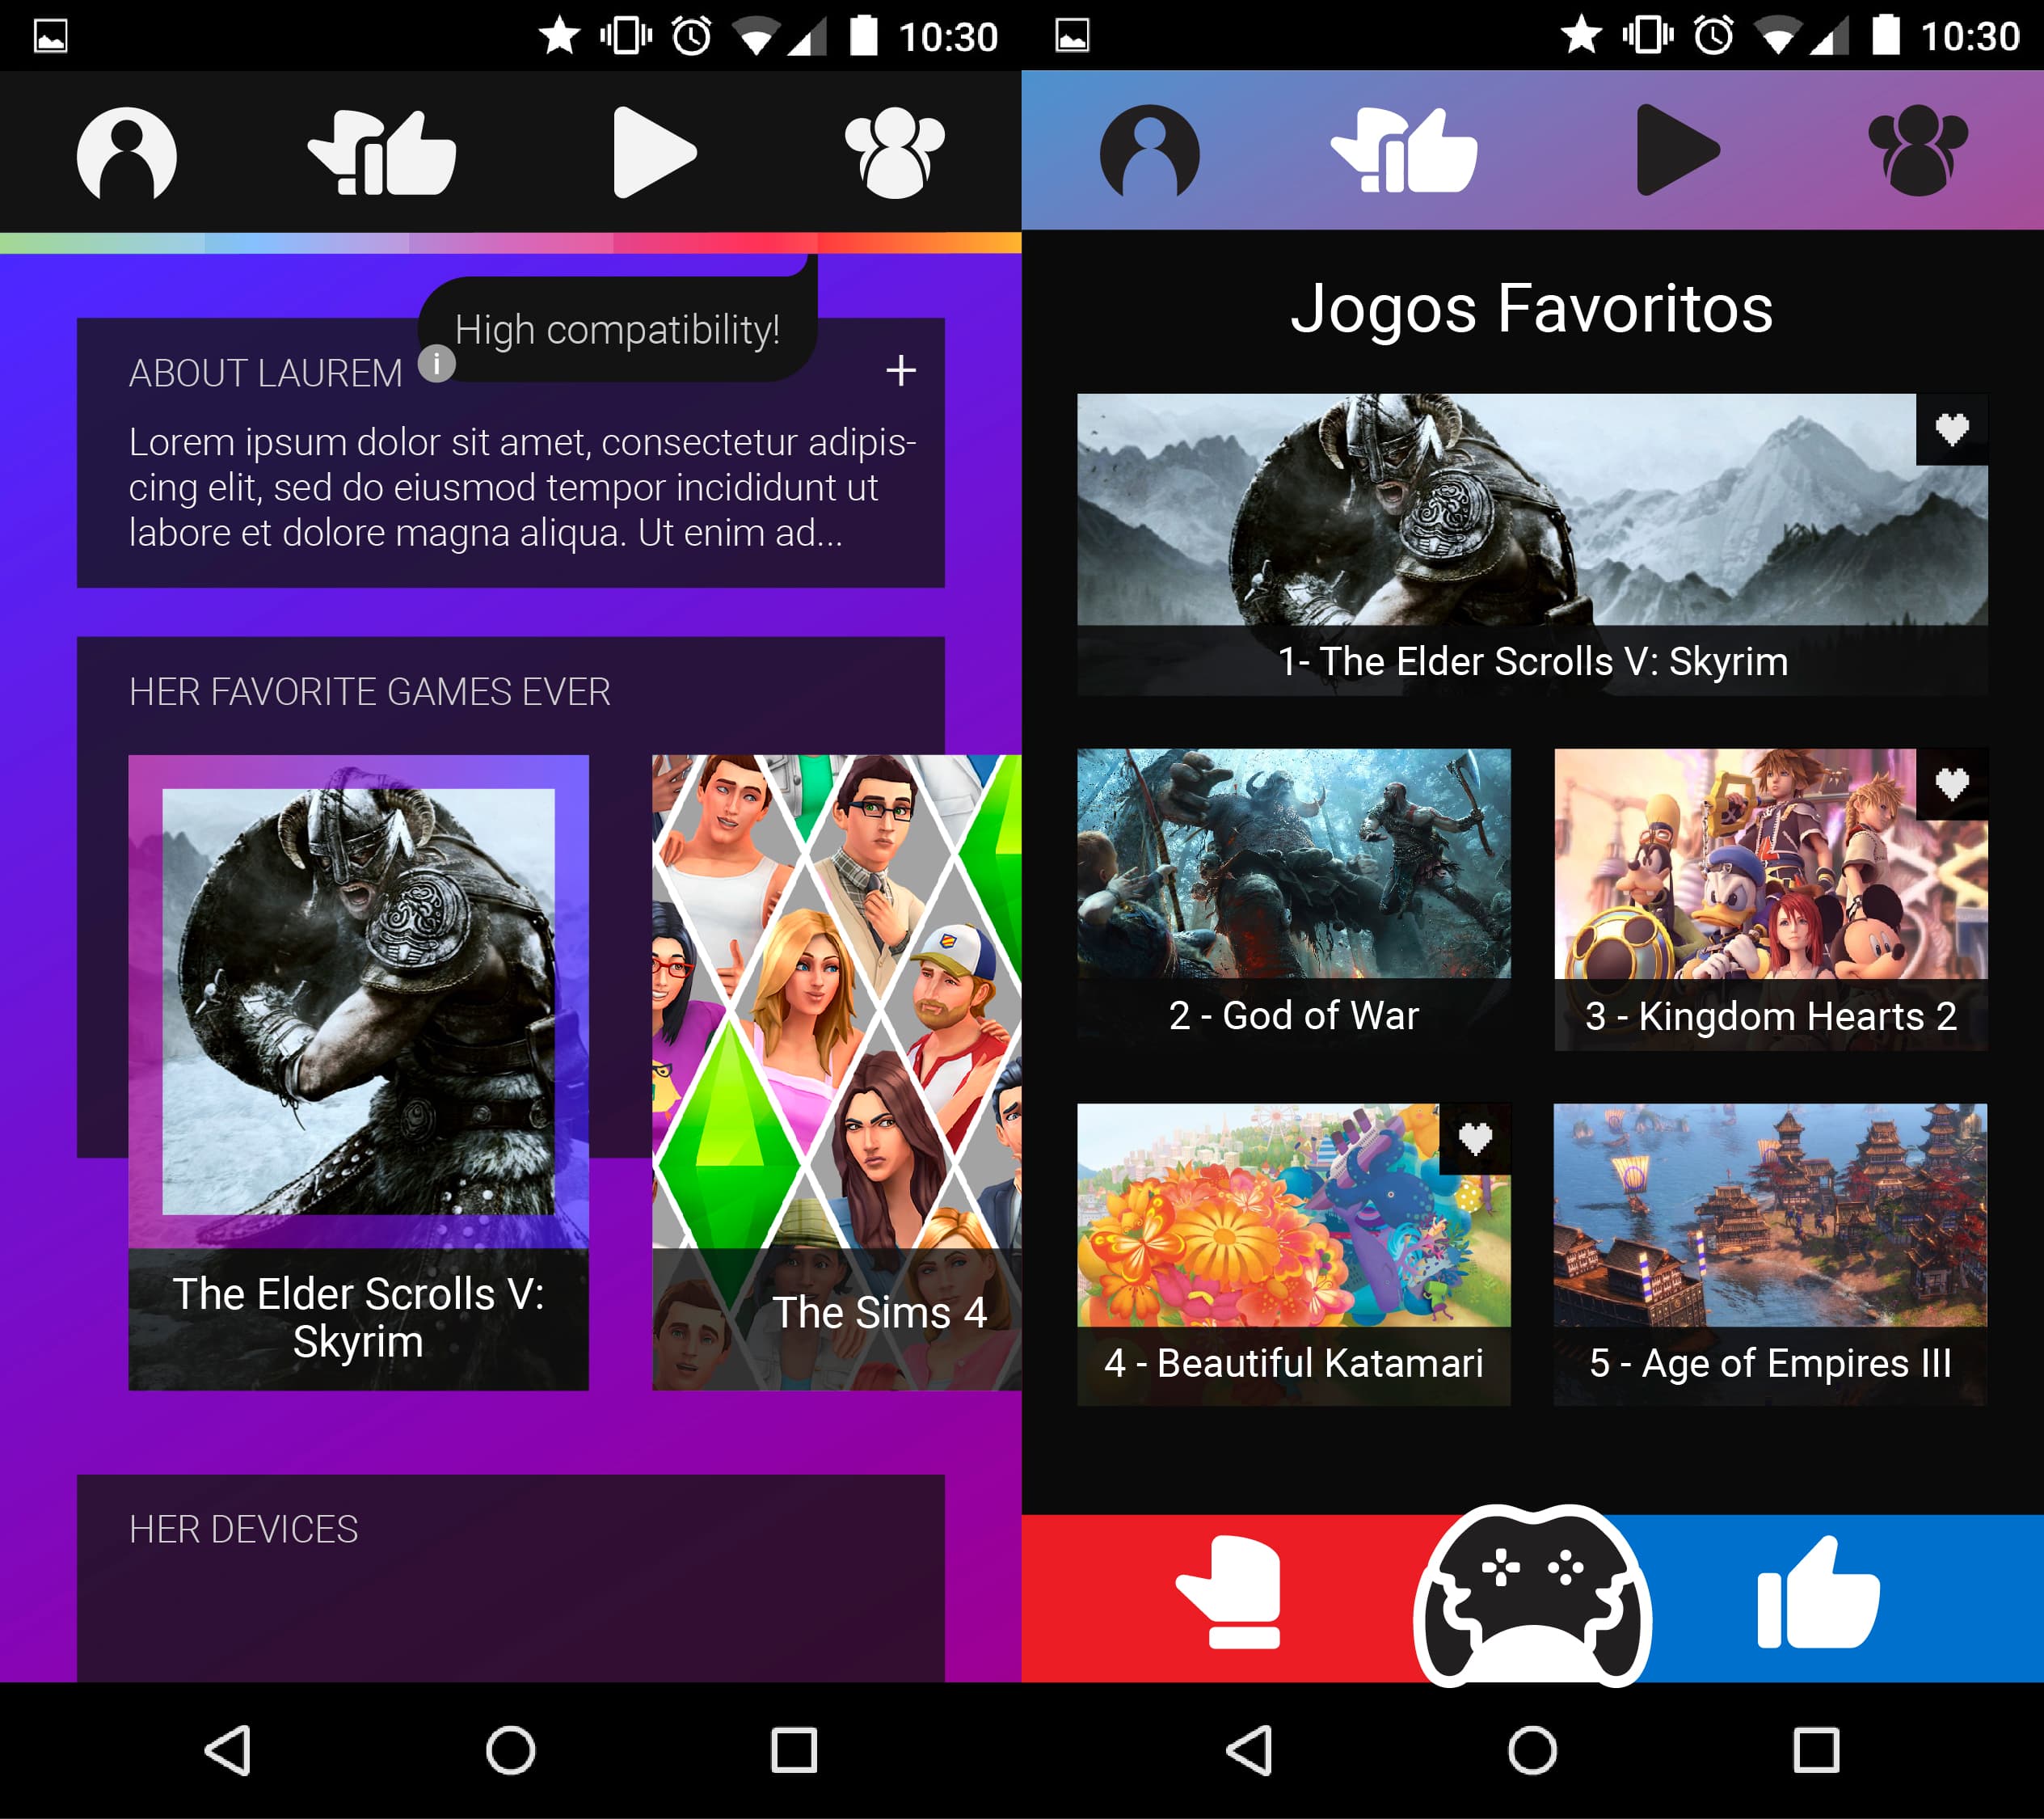 10:30
High compatibility!
ABOUT LAUREM
i
+
Lorem ipsum dolor sit amet, consectetur adipis-
cing elit, sed do eiusmod tempor incididunt ut
labore et dolore magna aliqua. Ut enim ad...
HER FAVORITE GAMES EVER
The Elder Scrolls V:
Skyrim
The Sims 4
HER DEVICES
10:30
Jogos Favoritos
1- The Elder Scrolls V: Skyrim
2 - God of War
3 - Kingdom Hearts 2
4 - Beautiful Katamari
5 - Age of Empires III